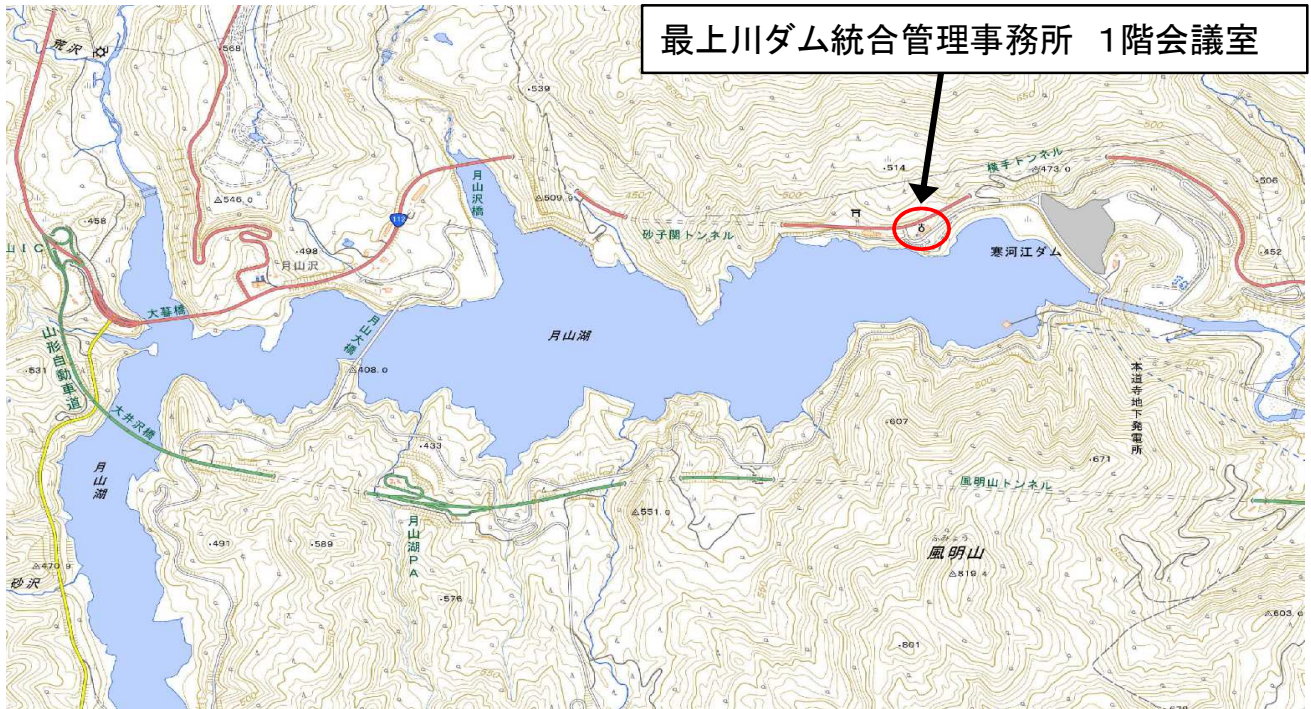 最上川ダム統合管理事務所　1階会議室
荒沢
・568
・539
月山沢橋
△546.0
112
△509.9
・514
横手トンネル
△473.0
・506
・458
山IC
・498
月山沢
砂子関トンネル
寒河江ダム
・452
大暮橋
月山大橋
月山湖
山形自動車道
・531
△408.0
本道寺地下発電所
大井沢橋
・433
・607
・671
月山湖
風明山トンネル
△551.0
・491
・589
月山湖PA
風明山
△819.4
△470.9
砂沢
・576
△603.0
・801